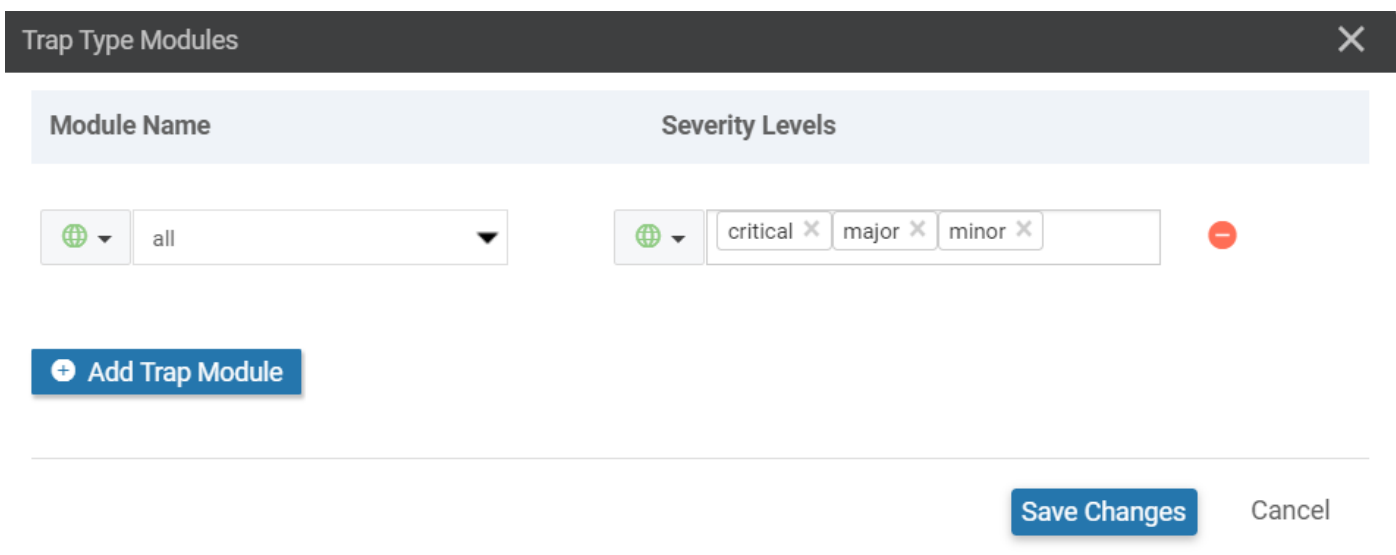 Trap Type Modules
Module Name Severity Levels
all critical major minor
Add Trap Module
Save Changes Cancel